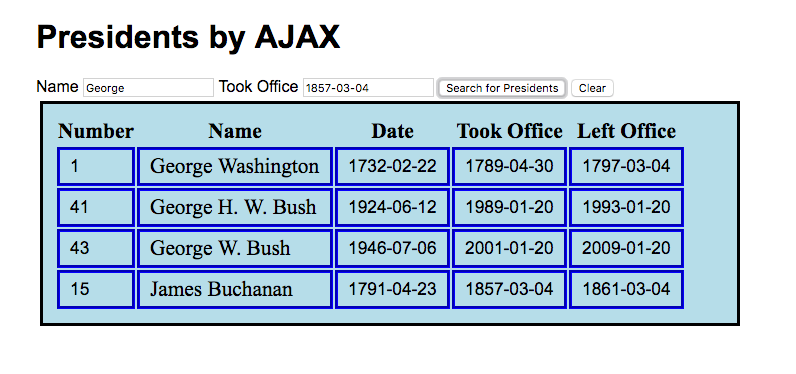 Presidents by AJAX
Name George Took Office 1857-03-04 Search for Presidents Clear
Number Name Date Took Office Left Office
1 George Washington 1732-02-22 1789-04-30 1797-03-04
41 George H. W. Bush 1924-06-12 1989-01-20 1993-01-20
43 George W. Bush 1946-07-06 2001-01-20 2009-01-20
15 James Buchanan 1791-04-23 1857-03-04 1861-03-04